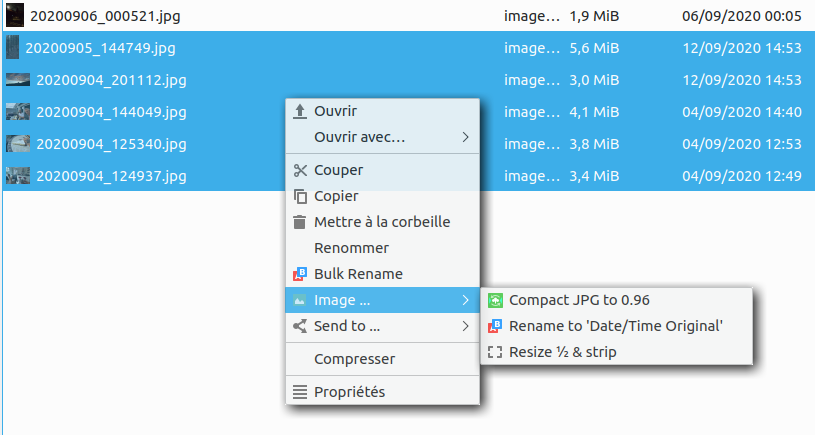 20200906_000521.jpg image… 1,9 MiB 06/09/2020 00:05
20200905_144749.jpg image… 5,6 MiB 12/09/2020 14:53
20200904_201112.jpg image… 3,0 MiB 12/09/2020 14:53
20200904_144049.jpg image… 4,1 MiB 04/09/2020 14:40
20200904_125340.jpg image… 3,8 MiB 04/09/2020 12:53
20200904_124937.jpg image… 3,4 MiB 04/09/2020 12:49
Ouvrir
Ouvrir avec…
Couper
Copier
Mettre à la corbeille
Renommer
Bulk Rename
Image ...
Send to ...
Compresser
Propriétés
Compact JPG to 0.96
Rename to 'Date/Time Original'
Resize ½ & strip